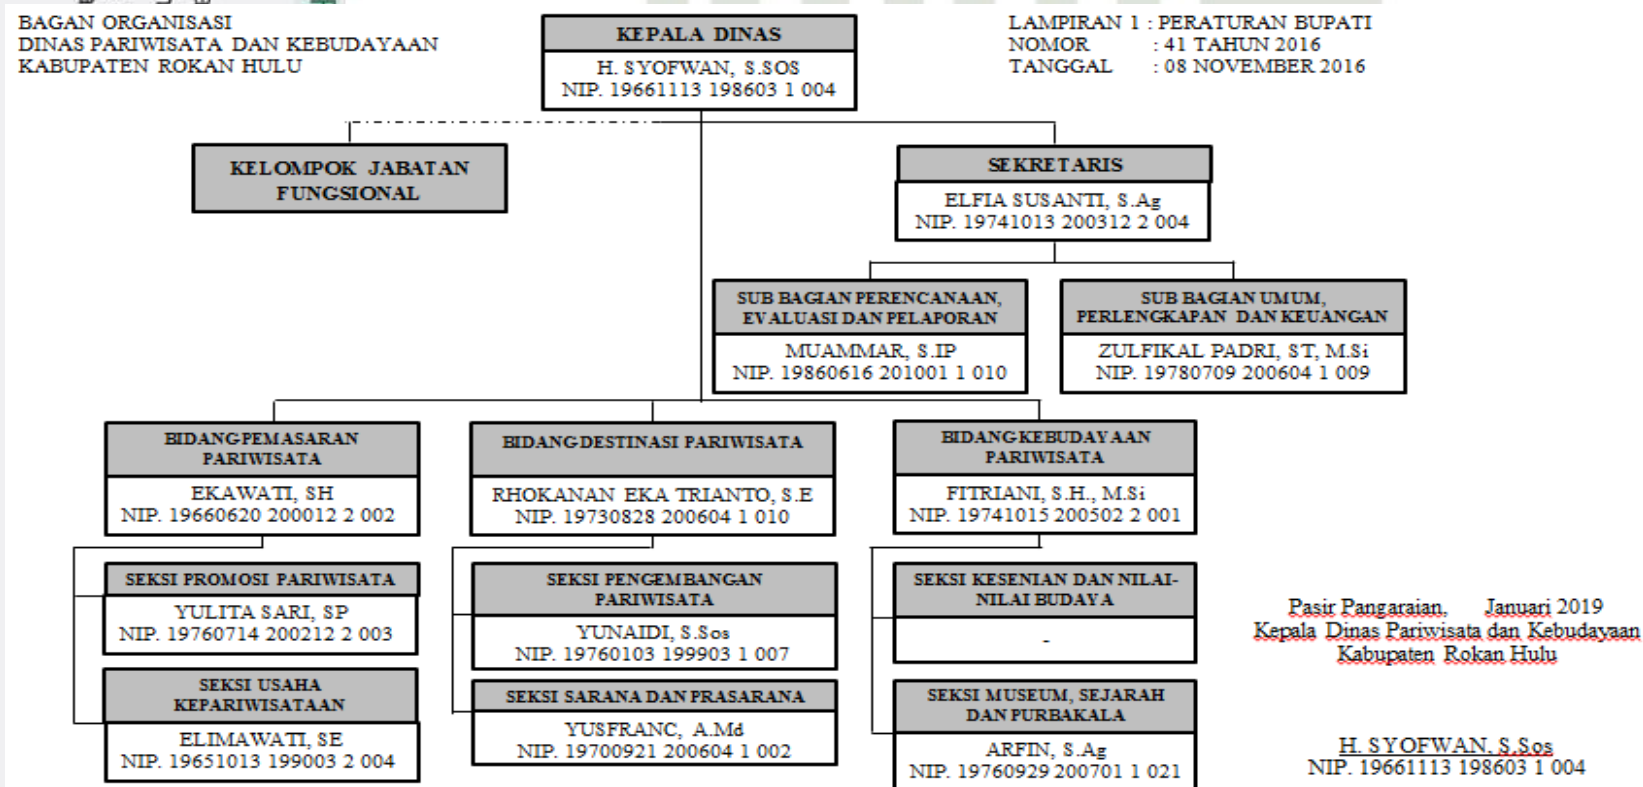 BAGAN ORGANISASI
DINAS PARIWISATA DAN KEBUDAYAAN
KABUPATEN ROKAN HULU
LAMPIRAN 1 : PERATURAN BUPATI
NOMOR : 41 TAHUN 2016
TANGGAL : 08 NOVEMBER 2016
KEPALA DINAS
H. SYOFWAN, S.SOS
NIP. 19661113 198603 1 004
KELOMPOK JABATAN
FUNGSIONAL
SEKRETARIS
ELFIA SUSANTI, S.Ag
NIP. 19741013 200312 2 004
SUB BAGIAN PERENCANAAN,
EVALUASI DAN PELAPORAN
MUAMMAR, S.IP
NIP. 19860616 201001 1 010
SUB BAGIAN UMUM,
PERLENGKAPAN DAN KEUANGAN
ZULFIKAL PADRI, ST, M.Si
NIP. 19780709 200604 1 009
BIDANG PEMASARAN
PARIWISATA
EKAWATI, SH
NIP. 19660620 200012 2 002
BIDANG DESTINASI PARIWISATA
RHOKANAN EKA TRIANTO, S.E
NIP. 19730828 200604 1 010
BIDANG KEBUDAYAAN
PARIWISATA
FITRIANI, S.H., M.Si
NIP. 19741015 200502 2 001
SEKSI PROMOSI PARIWISATA
YULITA SARI, SP
NIP. 19760714 200212 2 003
SEKSI PENGEMBANGAN
PARIWISATA
YUNAIDI, S.Sos
NIP. 19760103 199903 1 007
SEKSI KESENIAN DAN NILAI-
NILAI BUDAYA
-
SEKSI USAHA
KEPARIWISATAAN
ELIMAWATI, SE
NIP. 19651013 199003 2 004
SEKSI SARANA DAN PRASARANA
YUSFRANC, A.Md
NIP. 19700921 200604 1 002
SEKSI MUSEUM, SEJARAH
DAN PURBAKALA
ARFIN, S.Ag
NIP. 19760929 200701 1 021
Pasir Pangaraian, Januari 2019
Kepala Dinas Pariwisata dan Kebudayaan
Kabupaten Rokan Hulu
H. SYOFWAN, S.Sos
NIP. 19661113 198603 1 004